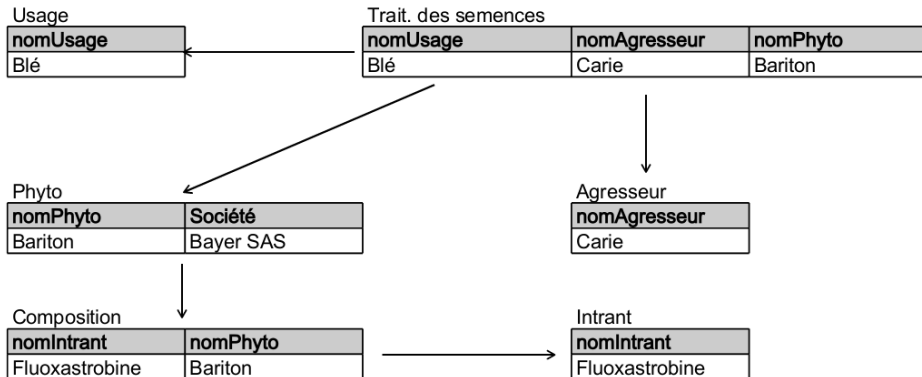 Usage
nomUsage
Blé
Trait. des semences
nomUsage nomAgresseur nomPhyto
Blé Carie Bariton
Phyto
nomPhyto Société
Bariton Bayer SAS
Agresseur
nomAgresseur
Carie
Composition
nomIntrant nomPhyto
Fluoxastrobine Bariton
Intrant
nomIntrant
Fluoxastrobine